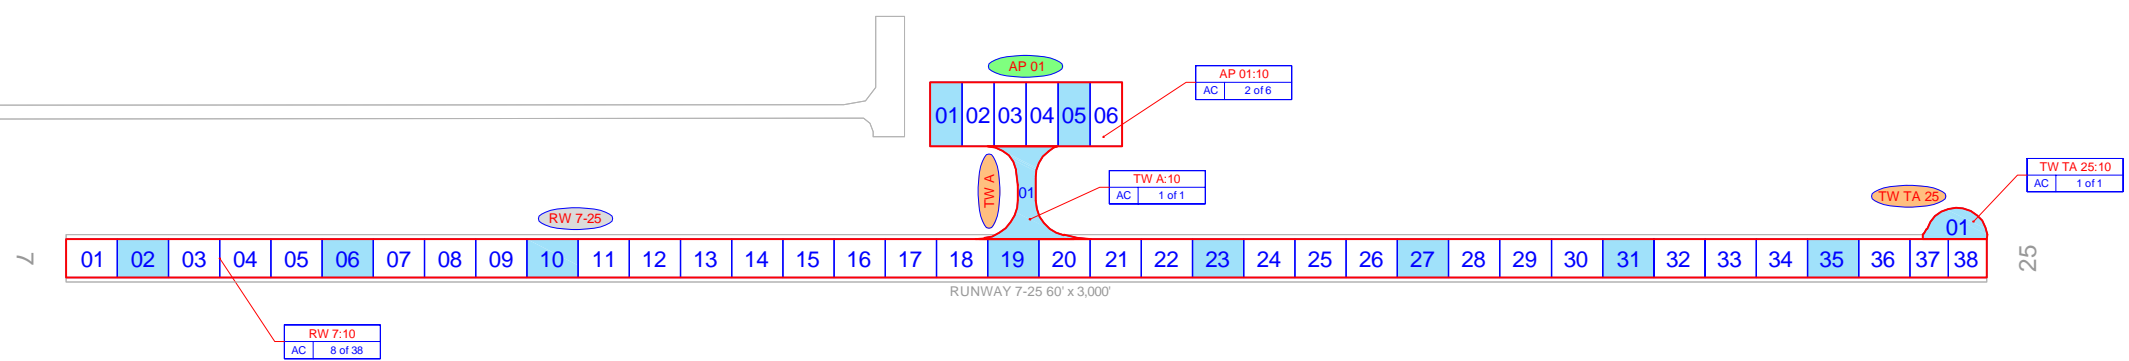 AP 01
AP 01:10
AC 2 of 6
01 02 03 04 05 06
TW A
01
TW A:10
AC 1 of 1
TW TA 25:10
AC 1 of 1
TW TA 25
01
RW 7-25
7
01 02 03 04 05 06 07 08 09 10 11 12 13 14 15 16 17 18 19 20 21 22 23 24 25 26 27 28 29 30 31 32 33 34 35 36 37 38
25
RUNWAY 7-25 60' x 3,000'
RW 7:10
AC 8 of 38